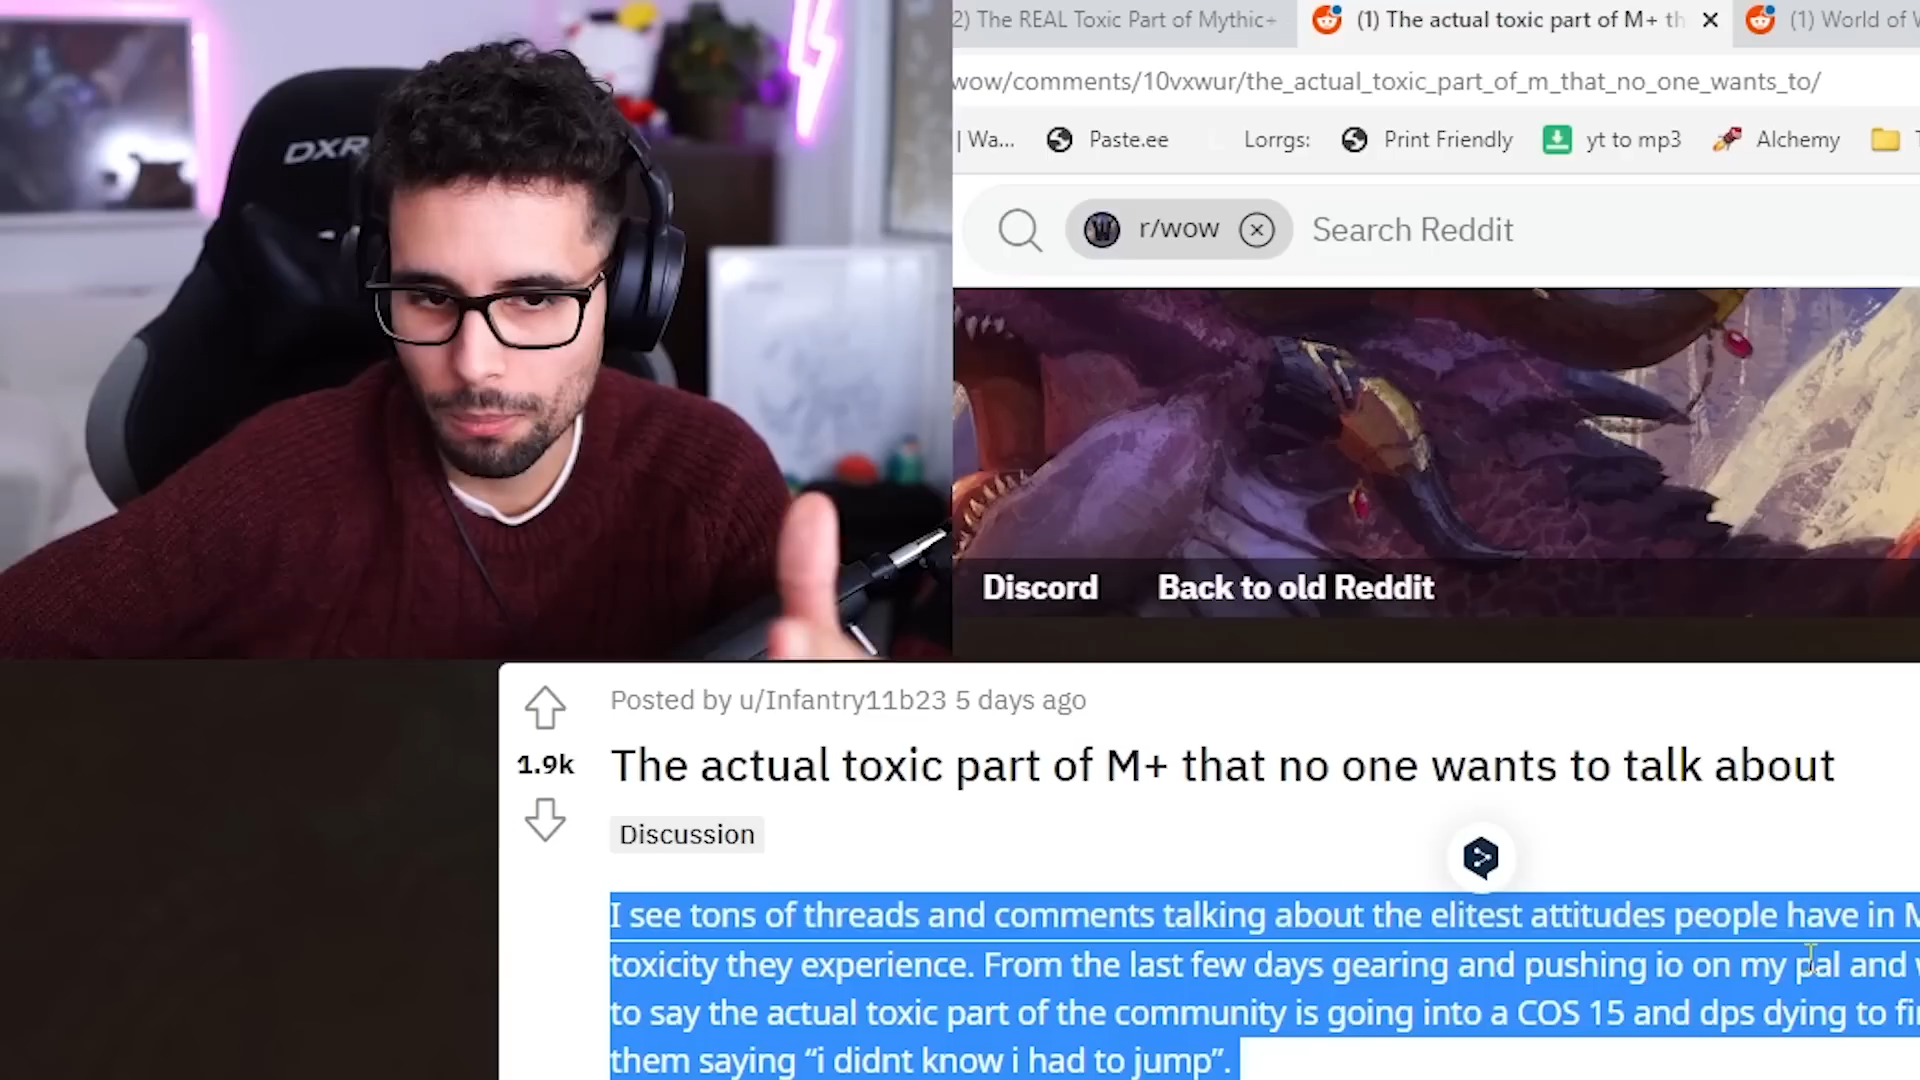 2) The REAL Toxic Part of Mythic+
(1) The actual toxic part of M+ th
(1) World of
wow/comments/10vxwur/the_actual_toxic_part_of_m_that_no_one_wants_to/
| Wa...
Paste.ee
Lorrgs:
Print Friendly
yt to mp3
Alchemy
r/wow
Search Reddit
DXR
Discord
Back to old Reddit
Posted by u/Infantry11b23 5 days ago
1.9k
The actual toxic part of M+ that no one wants to talk about
Discussion
I see tons of threads and comments talking about the elitest attitudes people have in
toxicity they experience. From the last few days gearing and pushing io on my pal and
to say the actual toxic part of the community is going into a COS 15 and dps dying to
them saying “i didnt know i had to jump”.